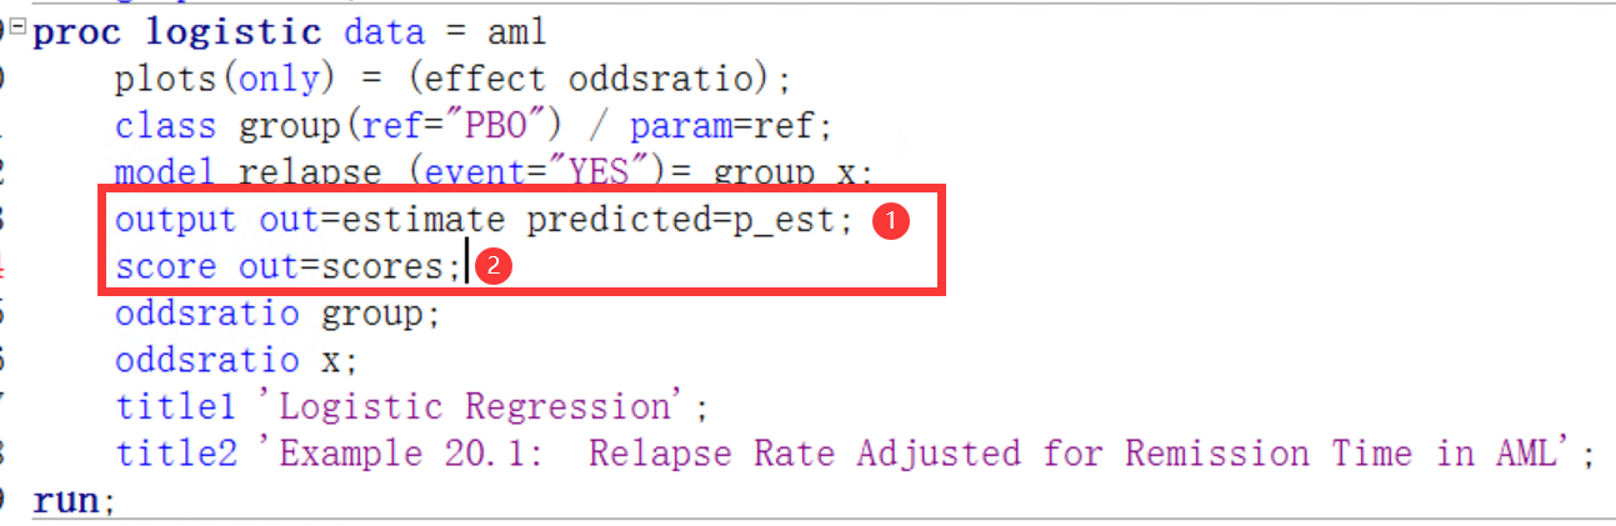 proc logistic data = aml
plots(only) = (effect oddsratio);
class group(ref="PBO") / param=ref;
model relapse (event="YES")= group x;
output out=estimate predicted=p_est; 1
score out=scores; 2
oddsratio group;
oddsratio x;
title1 'Logistic Regression';
title2 'Example 20.1:  Relapse Rate Adjusted for Remission Time in AML';
run;